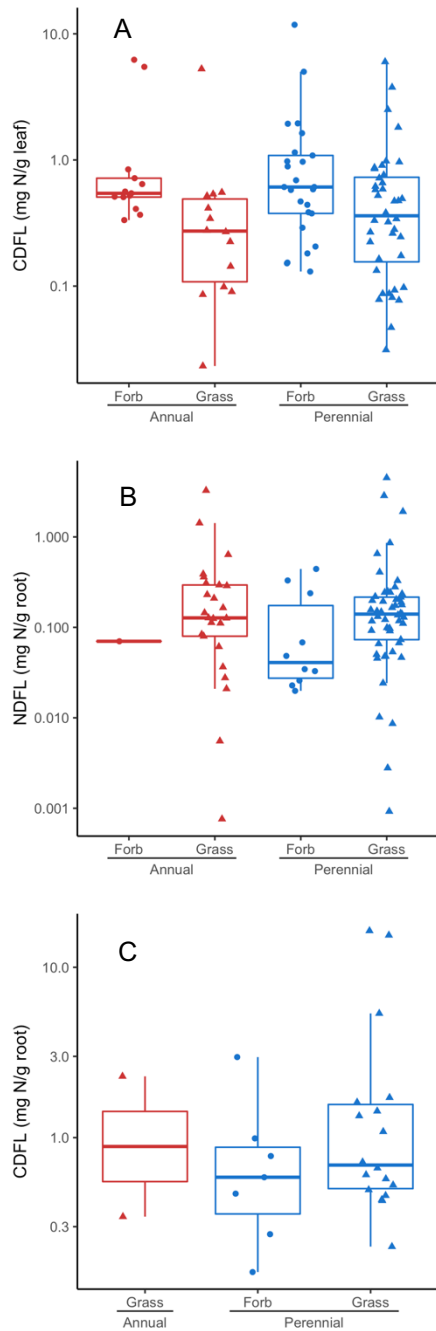 A
CDFL (mg N/g leaf)
10.0
1.0
0.1
Forb Grass Forb Grass
Annual Perennial
B
NDFL (mg N/g root)
1.000
0.100
0.010
0.001
Forb Grass Forb Grass
Annual Perennial
C
CDFL (mg N/g root)
10.0
3.0
1.0
0.3
Grass Forb Grass
Annual Perennial